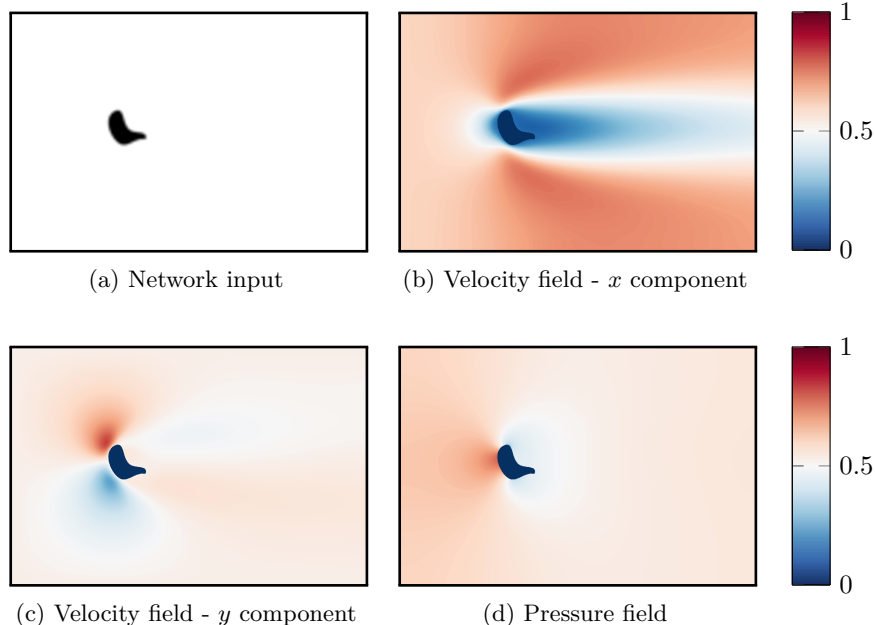 1
0.5
0
(a) Network input
(b) Velocity field - x component
1
0.5
0
(c) Velocity field - y component
(d) Pressure field